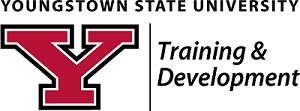 YOUNGSTOWN STATE UNIVERSITY
Y
Training &
Development